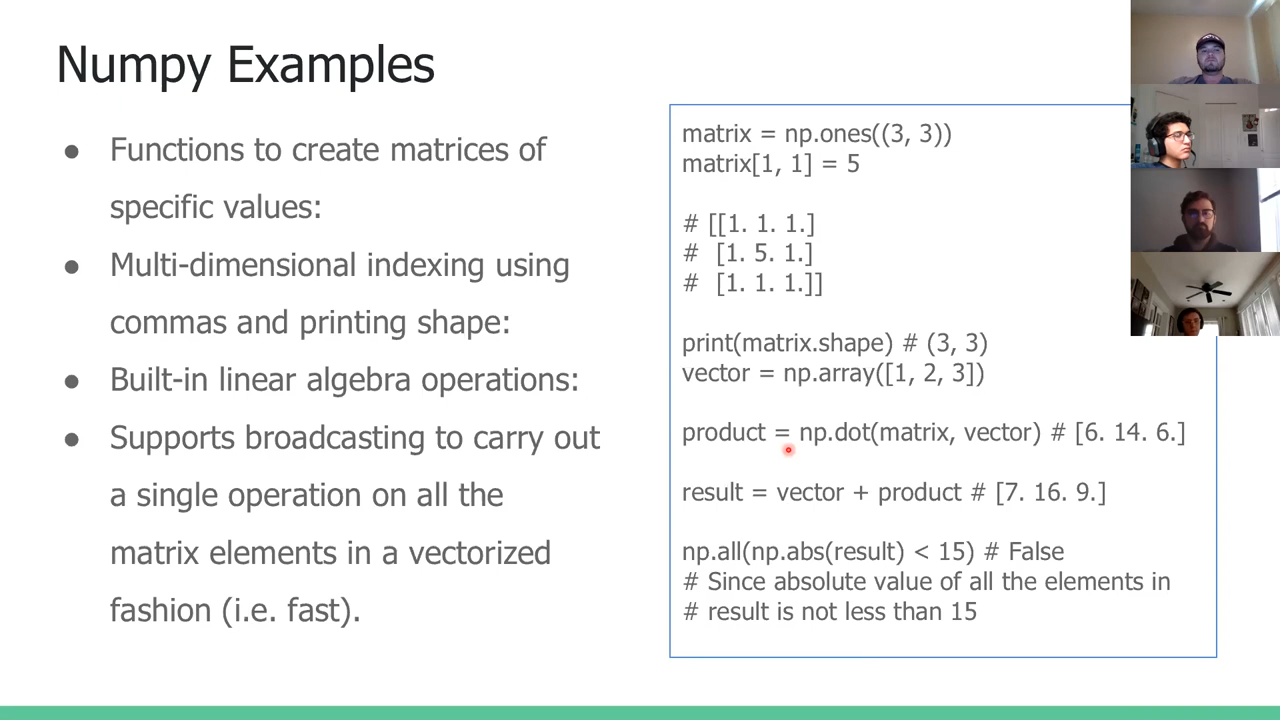 Numpy Examples
● Functions to create matrices of
specific values:
● Multi-dimensional indexing using
commas and printing shape:
● Built-in linear algebra operations:
● Supports broadcasting to carry out
a single operation on all the
matrix elements in a vectorized
fashion (i.e. fast).
matrix = np.ones((3, 3))
matrix[1, 1] = 5
# [[1. 1. 1.]
#  [1. 5. 1.]
#  [1. 1. 1.]]
print(matrix.shape) # (3, 3)
vector = np.array([1, 2, 3])
product = np.dot(matrix, vector) # [6. 14. 6.]
result = vector + product # [7. 16. 9.]
np.all(np.abs(result) < 15) # False
# Since absolute value of all the elements in
# result is not less than 15